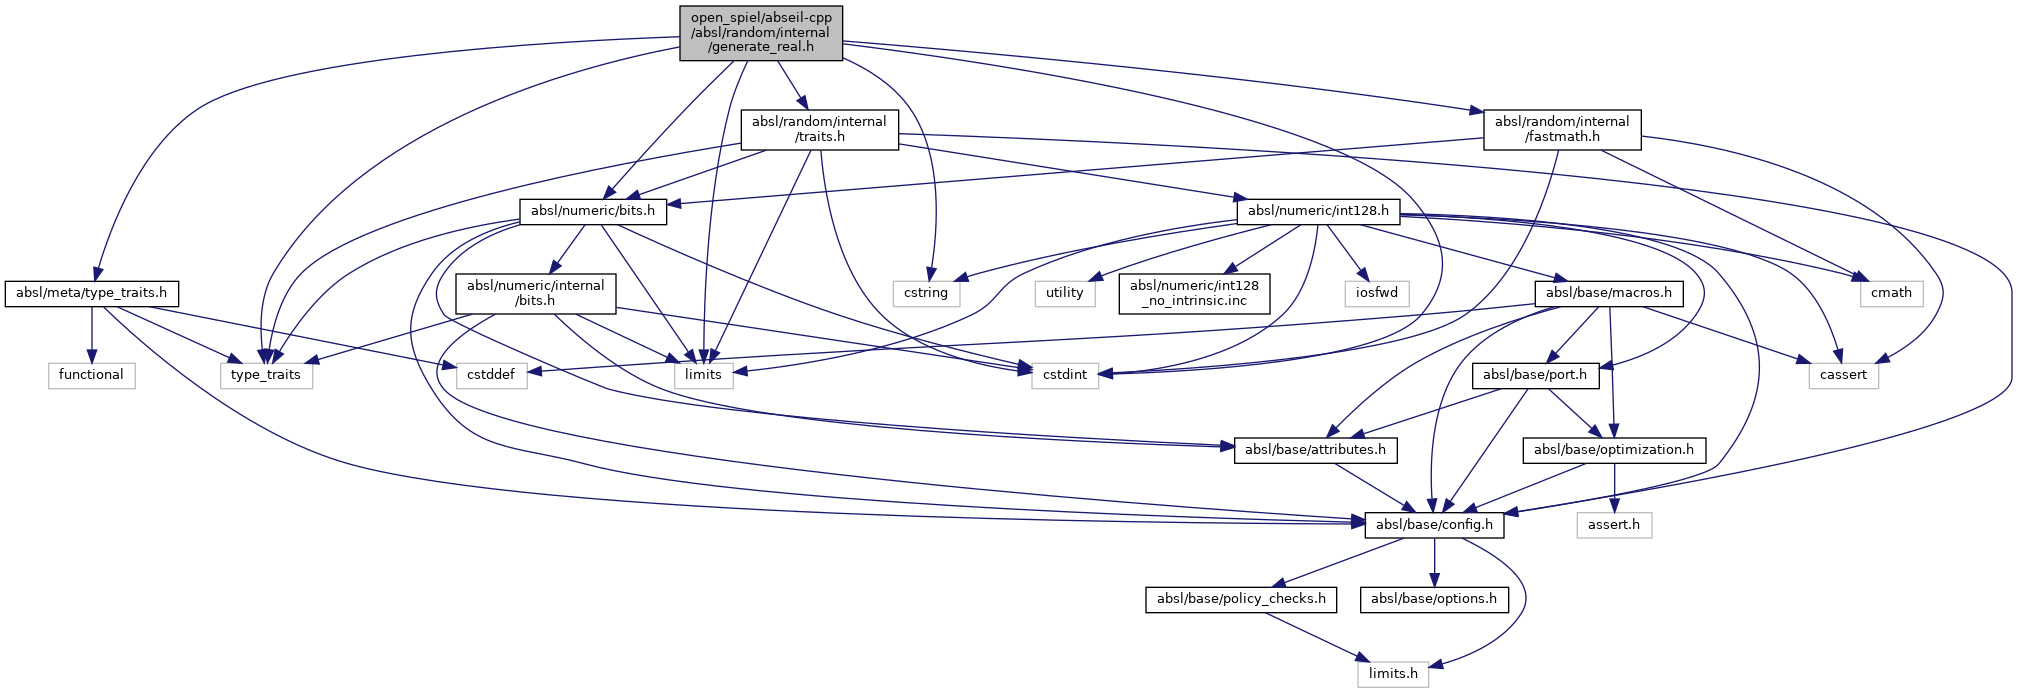 open_spiel/abseil-cpp
/absl/random/internal
/generate_real.h
absl/random/internal
/traits.h
absl/random/internal
/fastmath.h
absl/numeric/bits.h
absl/numeric/int128.h
absl/meta/type_traits.h
absl/numeric/internal
/bits.h
cstring
utility
absl/numeric/int128
_no_intrinsic.inc
iosfwd
absl/base/macros.h
cmath
functional
type_traits
cstddef
limits
cstdint
absl/base/port.h
cassert
absl/base/attributes.h
absl/base/optimization.h
absl/base/config.h
assert.h
absl/base/policy_checks.h
absl/base/options.h
limits.h